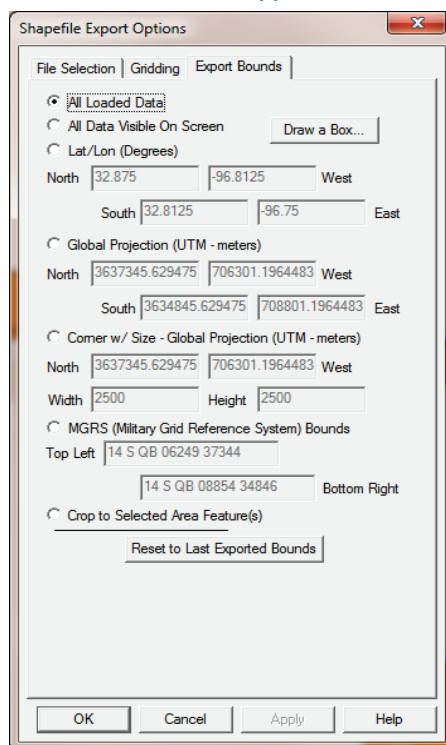 Shapefile Export Options
File Selection Gridding Export Bounds
All Loaded Data
All Data Visible On Screen Draw a Box...
Lat/Lon (Degrees)
North 32.875 -96.8125 West
South 32.8125 -96.75 East
Global Projection (UTM - meters)
North 3637345.629475 706301.1964483 West
South 3634845.629475 708801.1964483 East
Corner w/ Size - Global Projection (UTM - meters)
North 3637345.629475 706301.1964483 West
Width 2500 Height 2500
MGRS (Military Grid Reference System) Bounds
Top Left 14 S QB 06249 37344
14 S QB 08854 34846 Bottom Right
Crop to Selected Area Feature(s)
Reset to Last Exported Bounds
OK Cancel Apply Help